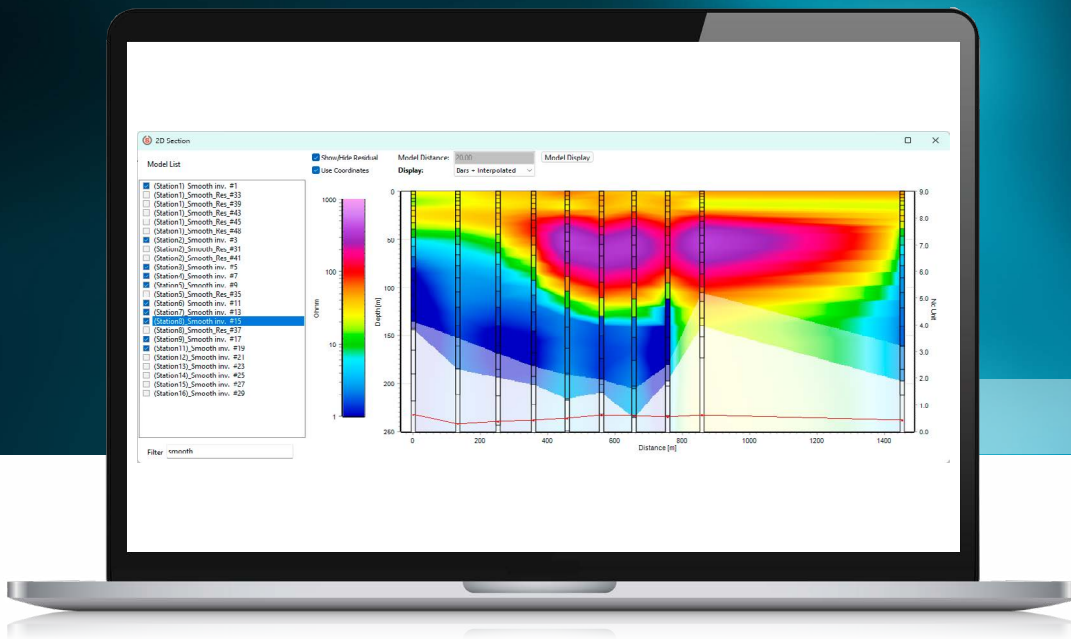 2D Section
Model List
Show/Hide Residual
Use Coordinates
Model Distance: 20.00
Display: Bars + Interpolated
Model Display
(Station1)_Smooth inv. #1
(Station1)_Smooth_Res_#33
(Station1)_Smooth_Res_#39
(Station1)_Smooth_Res_#43
(Station1)_Smooth_Res_#45
(Station1)_Smooth_Res_#48
(Station2)_Smooth inv. #3
(Station2)_Smooth_Res_#31
(Station2)_Smooth_Res_#41
(Station3)_Smooth inv. #5
(Station4)_Smooth inv. #7
(Station5)_Smooth inv. #9
(Station5)_Smooth_Res_#35
(Station6)_Smooth inv. #11
(Station7)_Smooth inv. #13
(Station8)_Smooth inv. #15
(Station8)_Smooth_Res_#37
(Station9)_Smooth inv. #17
(Station11)_Smooth inv. #19
(Station12)_Smooth inv. #21
(Station13)_Smooth inv. #23
(Station14)_Smooth inv. #25
(Station15)_Smooth inv. #27
(Station16)_Smooth inv. #29
Filter smooth
1000
100
10
1
Ohmm
Depth[m]
0
50
100
150
200
260
0 200 400 600 800 1000 1200 1400
Distance [m]
9.0
8.0
7.0
6.0
5.0
4.0
3.0
2.0
1.0
0.0